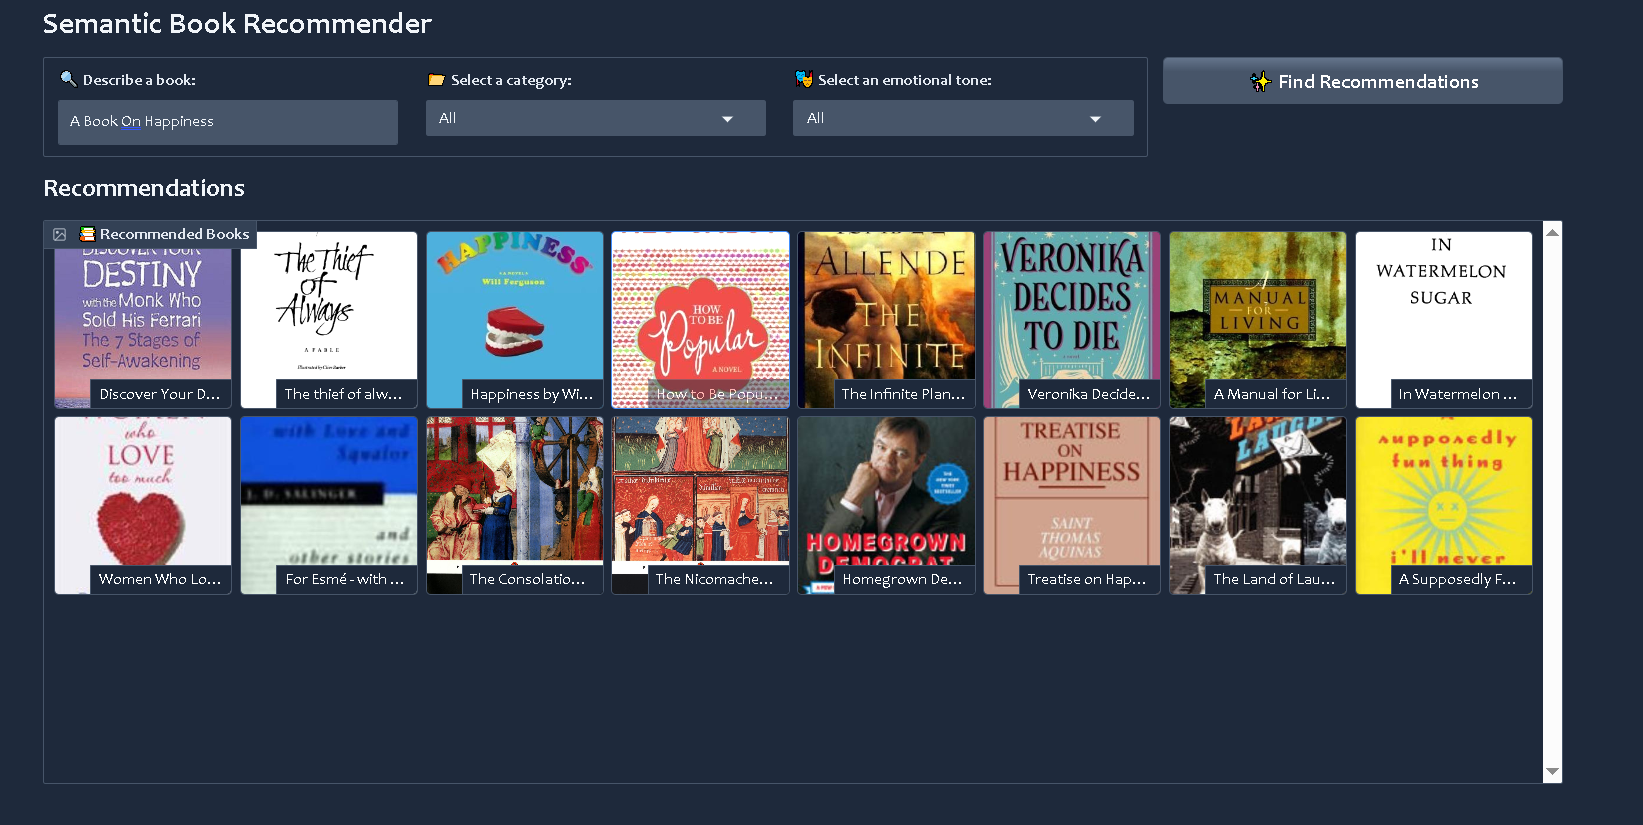 Semantic Book Recommender
Describe a book:
A Book On Happiness
Select a category:
All
Select an emotional tone:
All
Find Recommendations
Recommendations
Recommended Books
DISCOVER YOUR
DESTINY
with the Monk Who
Sold His Ferrari
The 7 Stages of
Self-Awakening
Discover Your D...
The Thief
of
Always
A FABLE
The thief of alw...
HAPPINESS
A NOVEL
Will Ferguson
Happiness by Wi...
HOW
TO BE
Popular
A NOVEL
How to Be Popu...
ALLENDE
THE
INFINITE
The Infinite Plan...
VERONIKA
DECIDES
TO DIE
Veronika Decide...
A
MANUAL
FOR
LIVING
A Manual for Li...
IN
WATERMELON
SUGAR
In Watermelon ...
WOMEN
who
LOVE
too much
Women Who Lo...
with Love and
Squalor
J. D. SALINGER
and
other stories
For Esmé - with ...
The Consolatio...
The Nicomache...
HOMEGROWN
DEMOCRAT
Homegrown De...
TREATISE
ON
HAPPINESS
SAINT
THOMAS
AQUINAS
Treatise on Hap...
The Land of Lau...
supposedly
fun thing
i'll never
A Supposedly F...